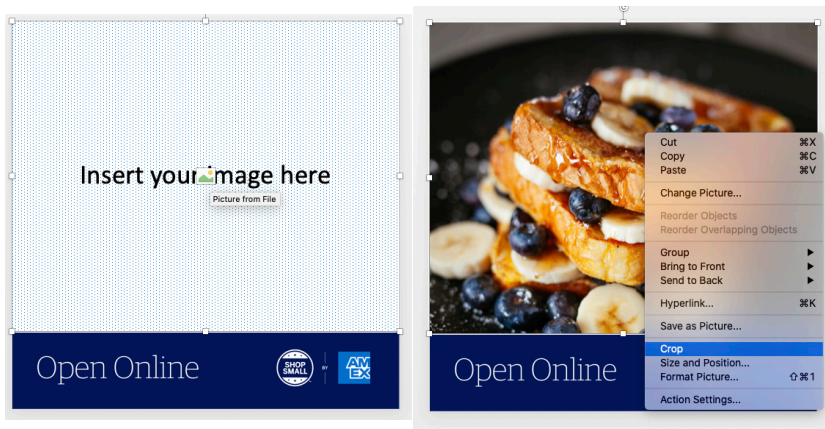 Insert your image here
Picture from File
Open Online
SHOP
SMALL
BY
AM
EX
Cut ⌘X
Copy ⌘C
Paste ⌘V
Change Picture...
Reorder Objects
Reorder Overlapping Objects
Group
Bring to Front
Send to Back
Hyperlink... ⌘K
Save as Picture...
Crop
Size and Position...
Format Picture... ⇧⌘1
Action Settings...
Open Online